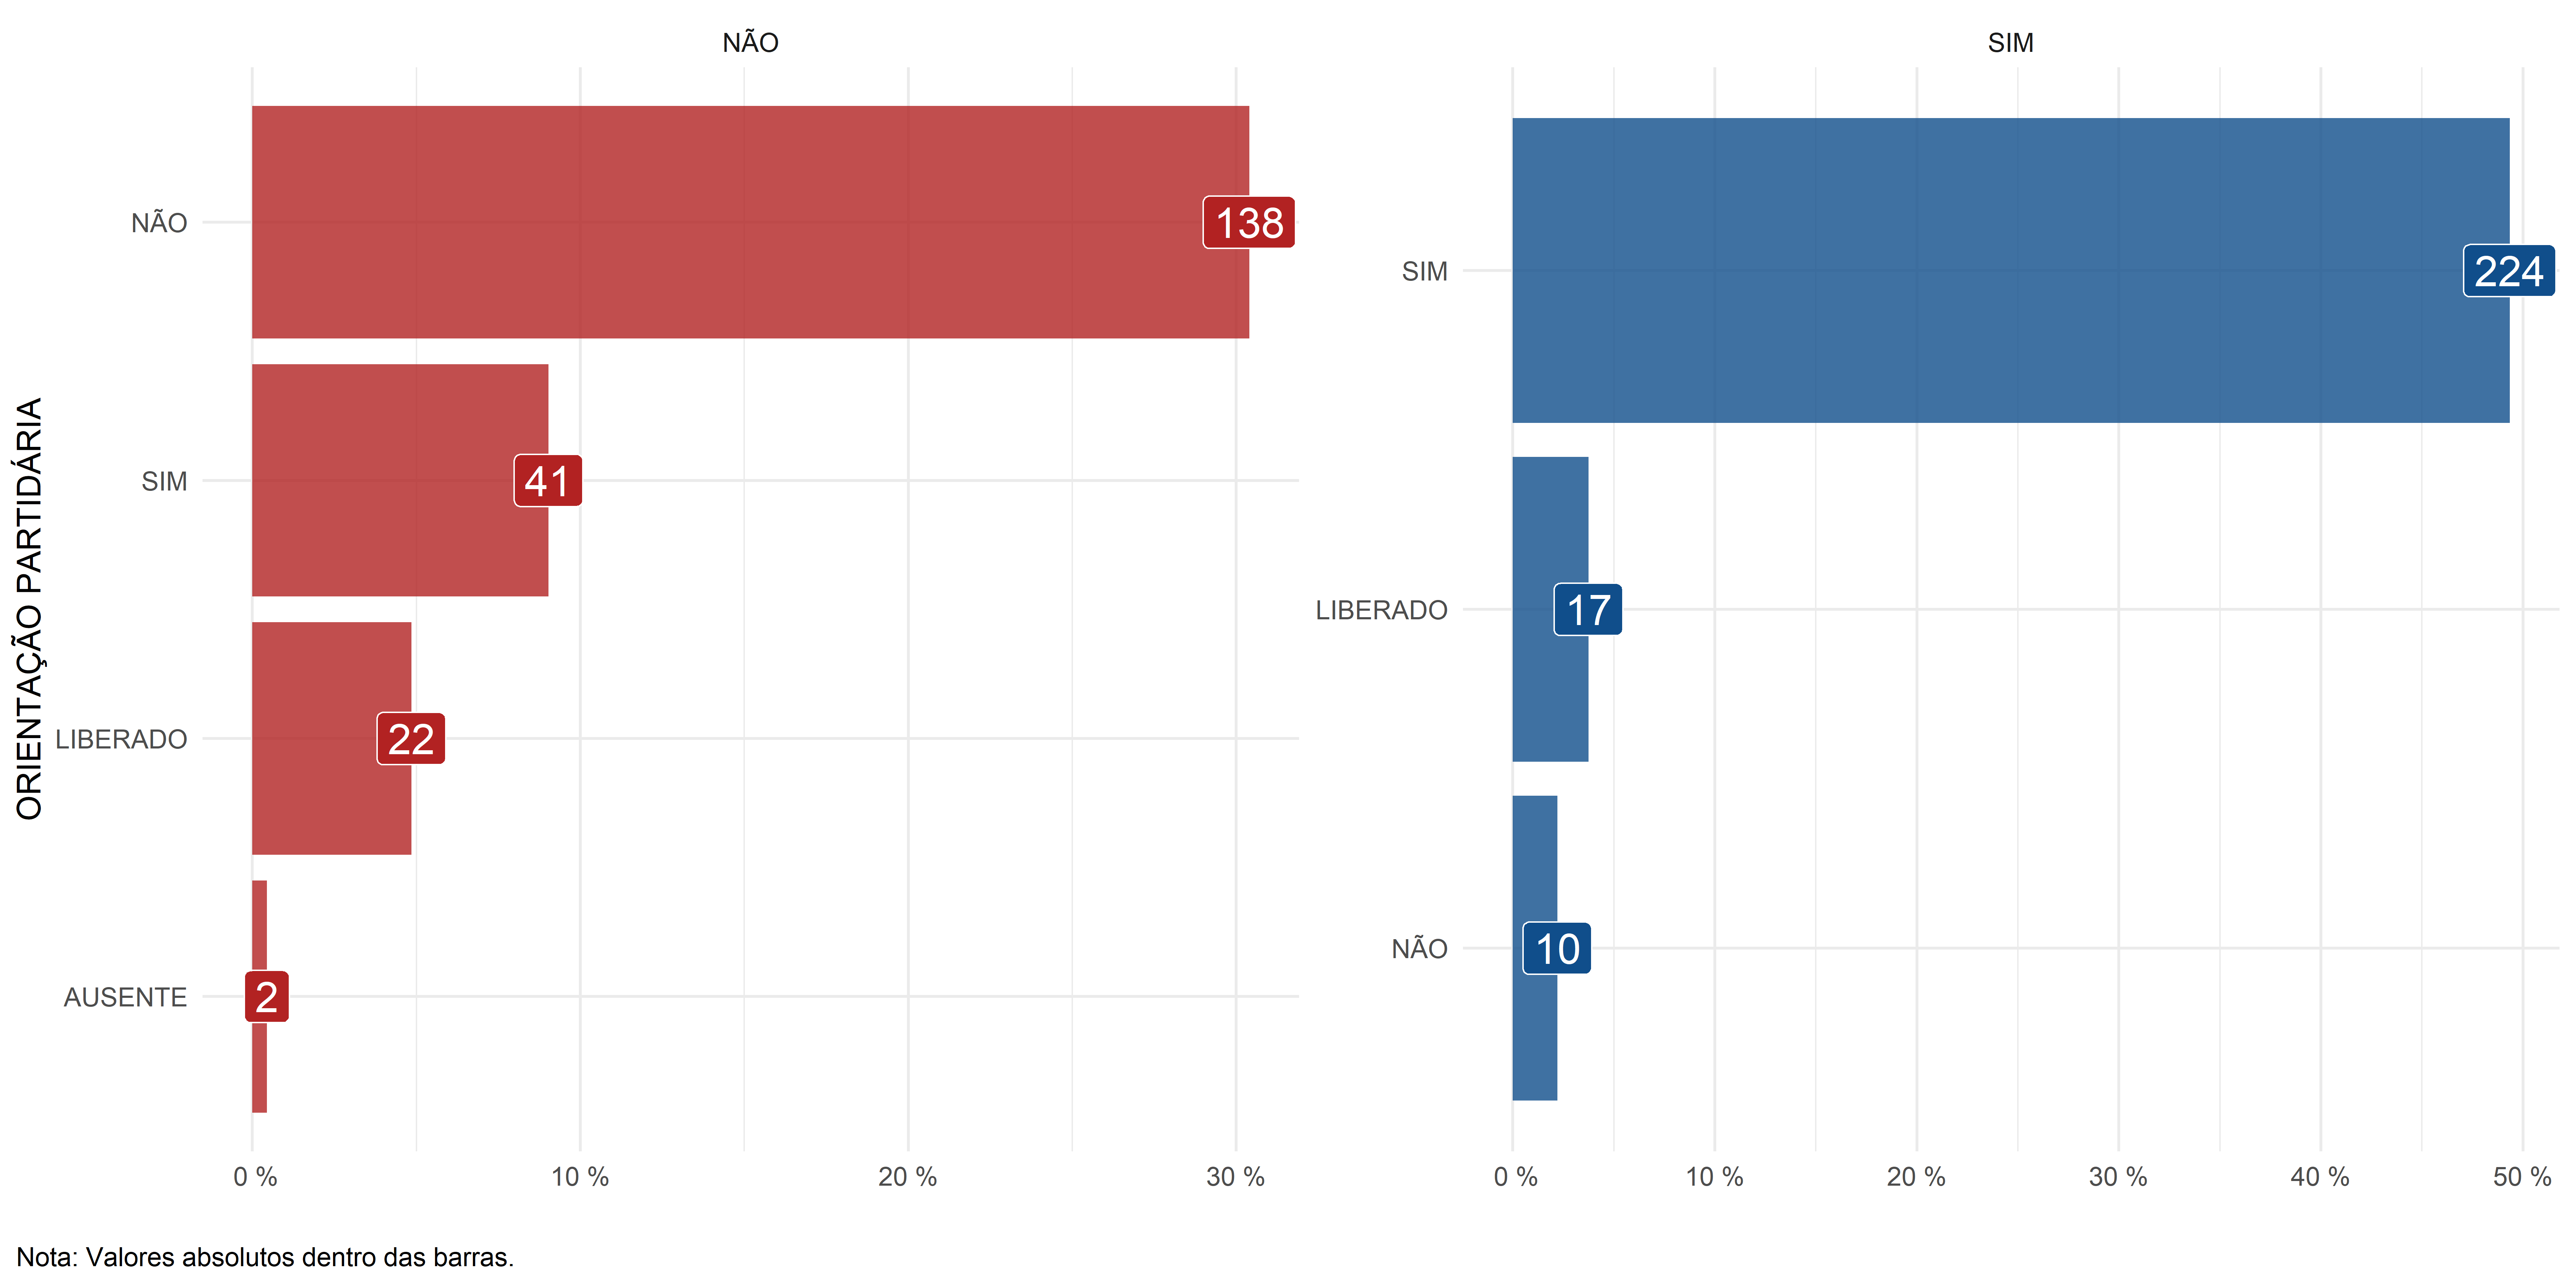 NÃO
SIM
ORIENTAÇÃO PARTIDÁRIA
NÃO
138
SIM
41
LIBERADO
22
AUSENTE
2
0 %
10 %
20 %
30 %
SIM
224
LIBERADO
17
NÃO
10
0 %
10 %
20 %
30 %
40 %
50 %
Nota: Valores absolutos dentro das barras.